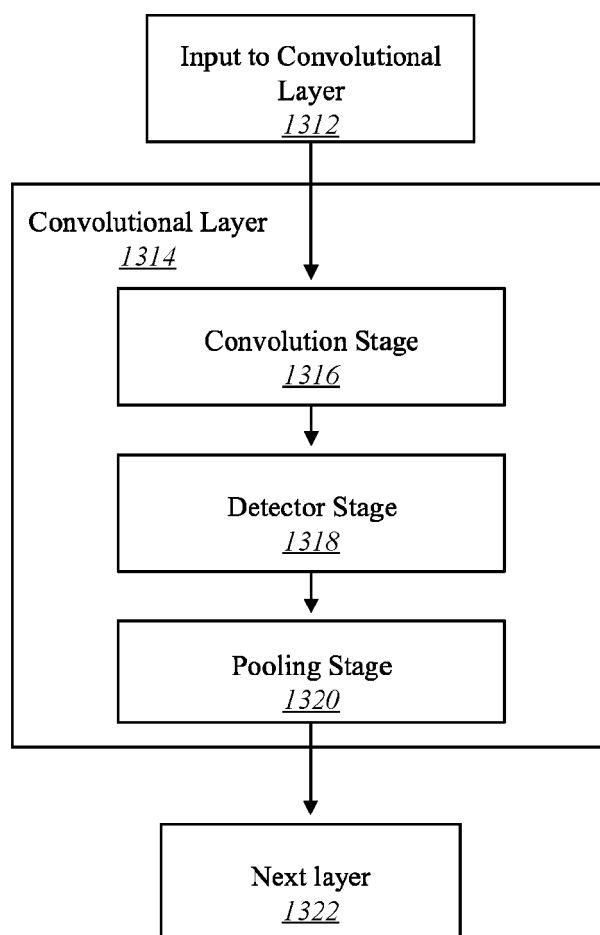 Input to Convolutional
Layer
1312
Convolutional Layer
1314
Convolution Stage
1316
Detector Stage
1318
Pooling Stage
1320
Next layer
1322